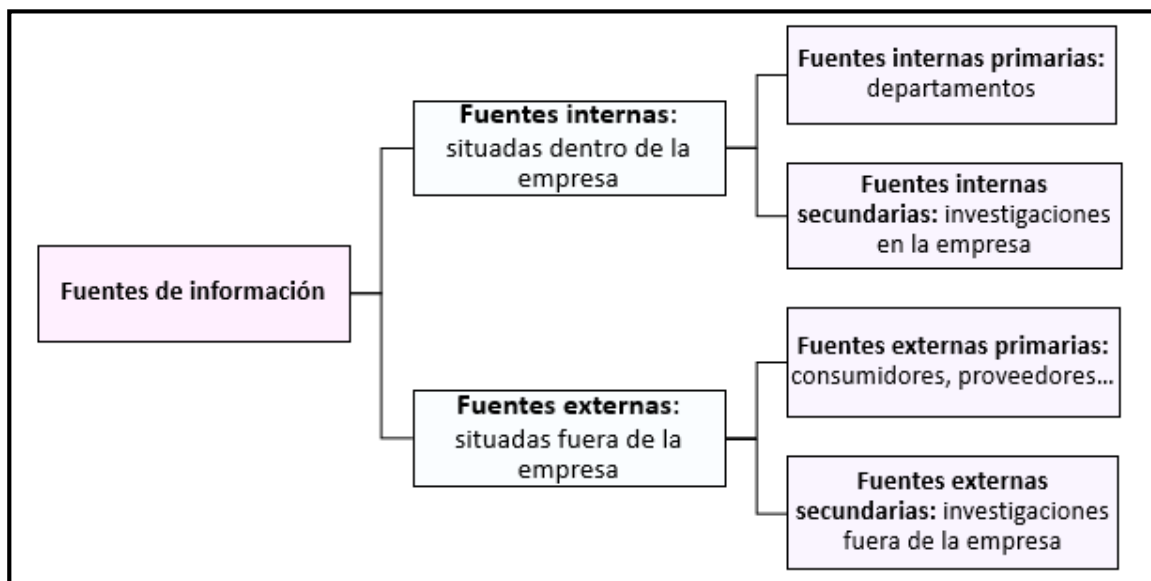 Fuentes de información
Fuentes internas:
situadas dentro de la
empresa
Fuentes internas primarias:
departamentos
Fuentes internas
secundarias: investigaciones
en la empresa
Fuentes externas:
situadas fuera de la
empresa
Fuentes externas primarias:
consumidores, proveedores...
Fuentes externas
secundarias: investigaciones
fuera de la empresa